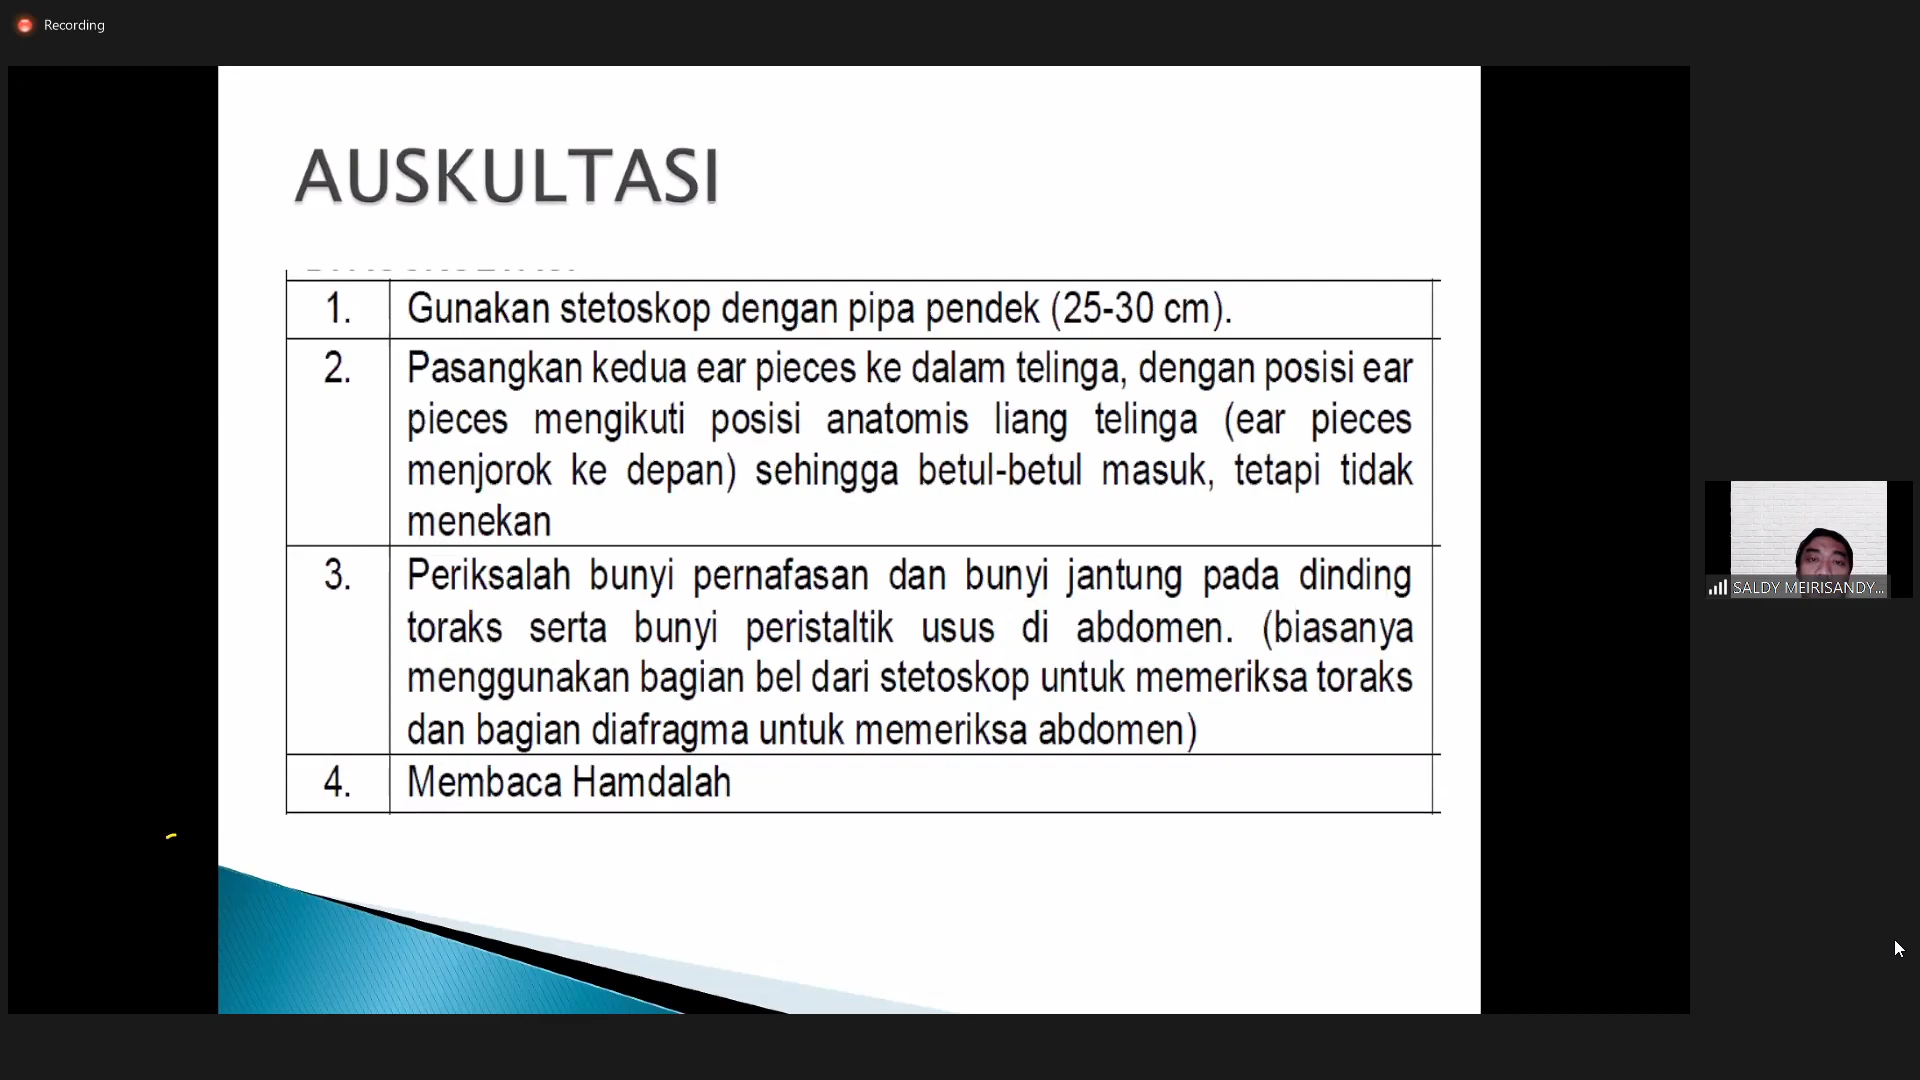 Recording
AUSKULTASI
1. Gunakan stetoskop dengan pipa pendek (25-30 cm).
2. Pasangkan kedua ear pieces ke dalam telinga, dengan posisi ear
pieces mengikuti posisi anatomis liang telinga (ear pieces
menjorok ke depan) sehingga betul-betul masuk, tetapi tidak
menekan
3. Periksalah bunyi pernafasan dan bunyi jantung pada dinding
toraks serta bunyi peristaltik usus di abdomen. (biasanya
menggunakan bagian bel dari stetoskop untuk memeriksa toraks
dan bagian diafragma untuk memeriksa abdomen)
4. Membaca Hamdalah
SALDY MEIRISANDY...